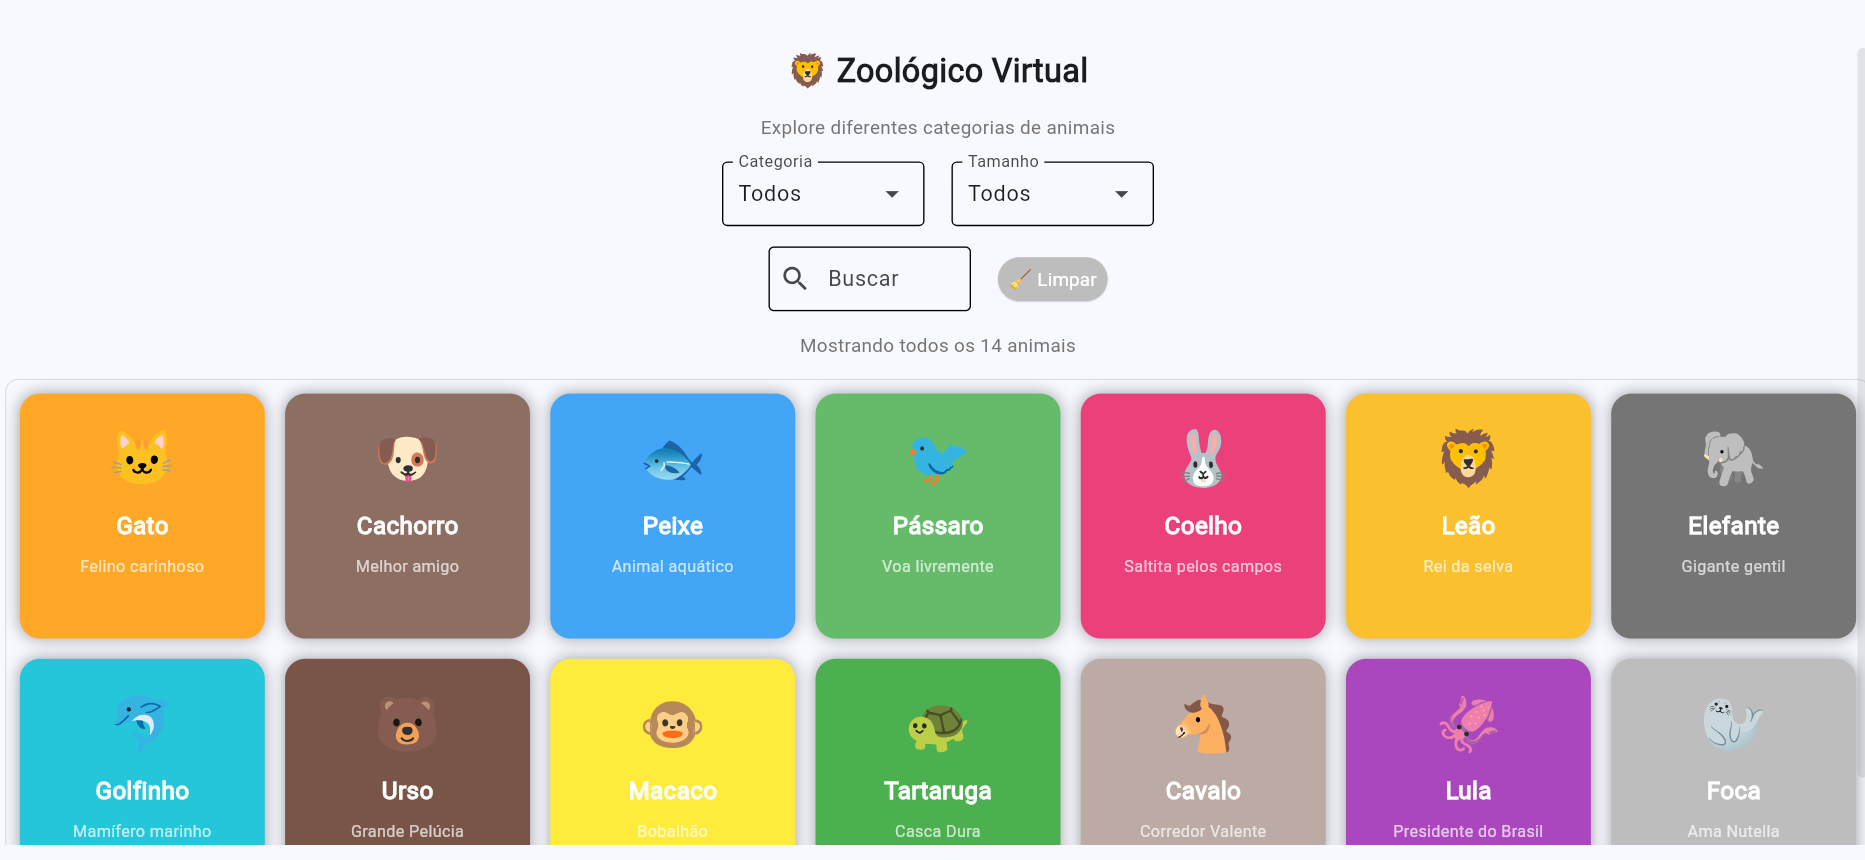 Zoológico Virtual
Explore diferentes categorias de animais
Categoria
Todos
Tamanho
Todos
Buscar
Limpar
Mostrando todos os 14 animais
Gato
Felino carinhoso
Cachorro
Melhor amigo
Peixe
Animal aquático
Pássaro
Voa livremente
Coelho
Saltita pelos campos
Leão
Rei da selva
Elefante
Gigante gentil
Golfinho
Mamífero marinho
Urso
Grande Pelúcia
Macaco
Bobalhão
Tartaruga
Casca Dura
Cavalo
Corredor Valente
Lula
Presidente do Brasil
Foca
Ama Nutella